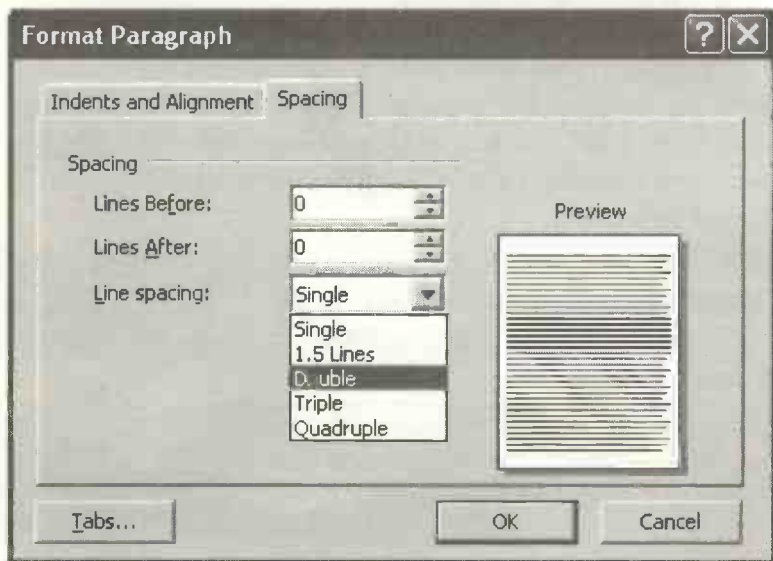 Format Paragraph
Indents and Alignment Spacing
Spacing
Lines Before: 0
Lines After: 0
Line spacing: Single
Single
1.5 Lines
Double
Triple
Quadruple
Preview
Tabs... OK Cancel